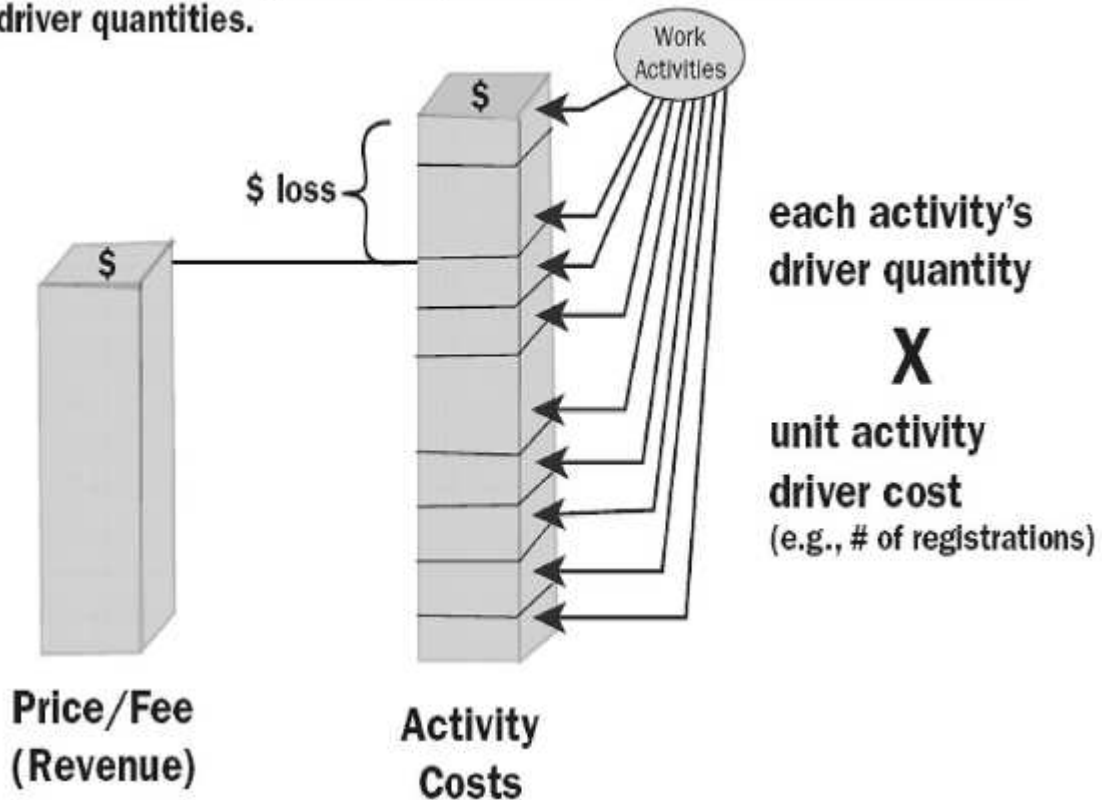 driver quantities.
Work
Activities
$
$ loss
$
each activity's
driver quantity
X
unit activity
driver cost
(e.g., # of registrations)
Price/Fee
(Revenue)
Activity
Costs